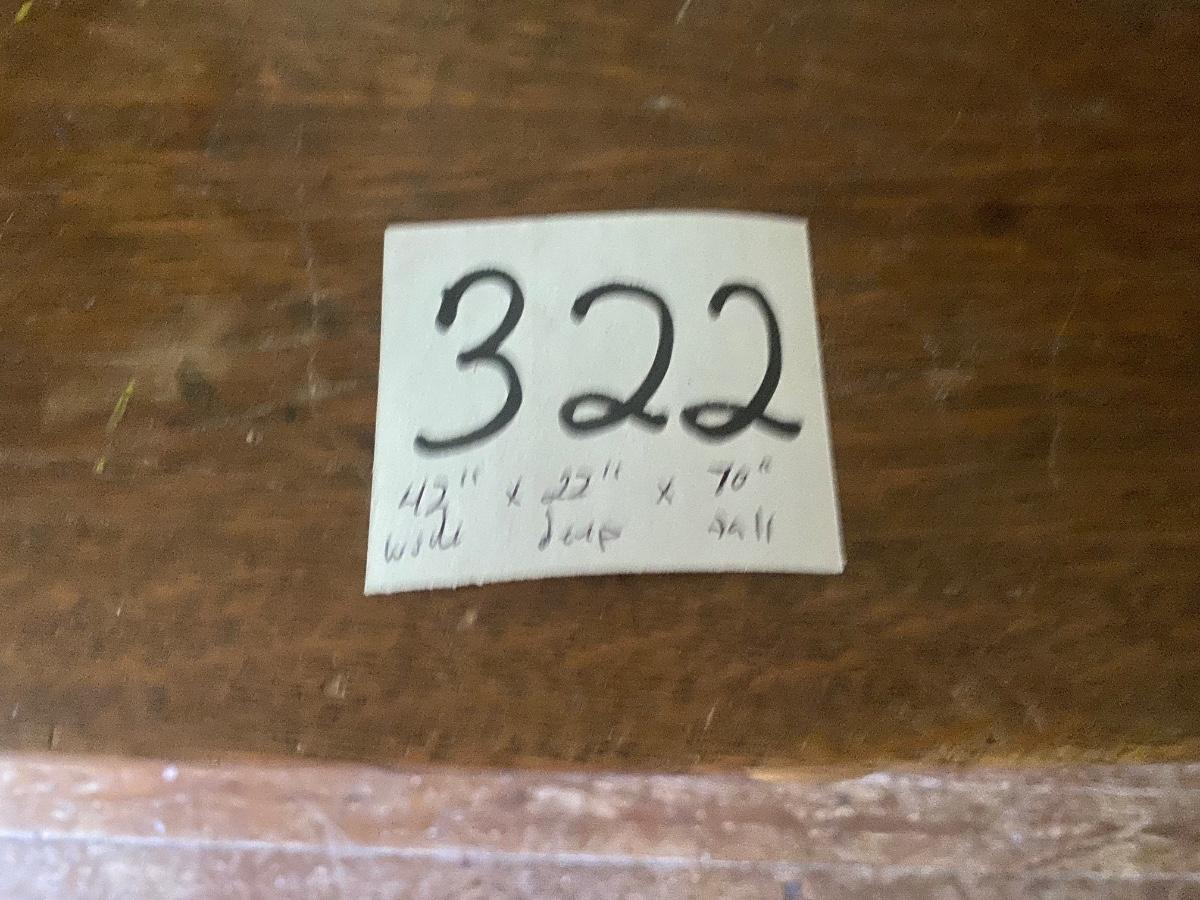 322
42" x 22" x 70"
wide deep tall